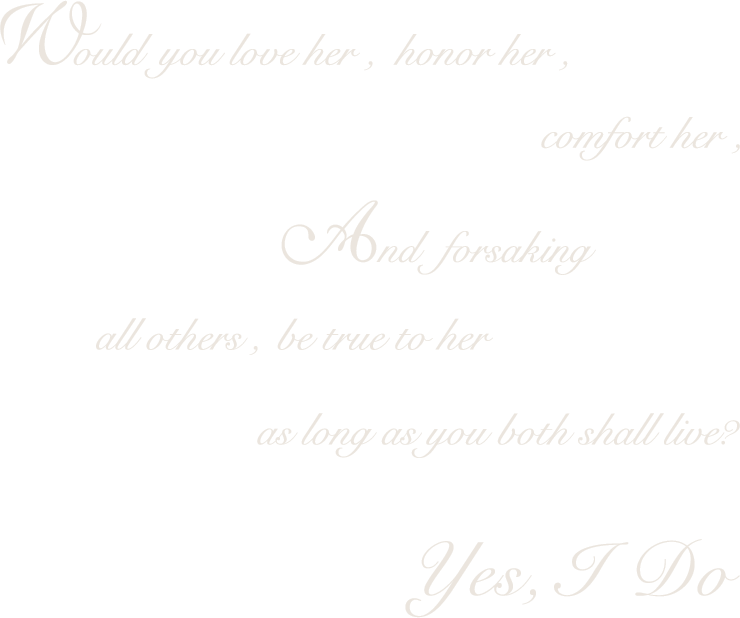 Would you love her , honor her ,
comfort her ,
And forsaking
all others , be true to her
as long as you both shall live?
Yes, I Do